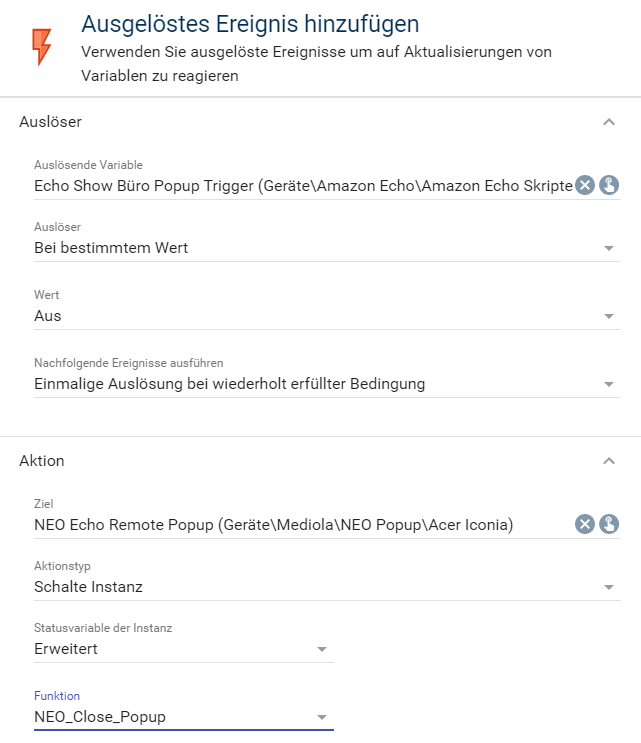 Ausgelöstes Ereignis hinzufügen
Verwenden Sie ausgelöste Ereignisse um auf Aktualisierungen von
Variablen zu reagieren
Auslöser
Auslösende Variable
Echo Show Büro Popup Trigger (Geräte\Amazon Echo\Amazon Echo Skripte
Auslöser
Bei bestimmtem Wert
Wert
Aus
Nachfolgende Ereignisse ausführen
Einmalige Auslösung bei wiederholt erfüllter Bedingung
Aktion
Ziel
NEO Echo Remote Popup (Geräte\Mediola\NEO Popup\Acer Iconia)
Aktionstyp
Schalte Instanz
Statusvariable der Instanz
Erweitert
Funktion
NEO_Close_Popup